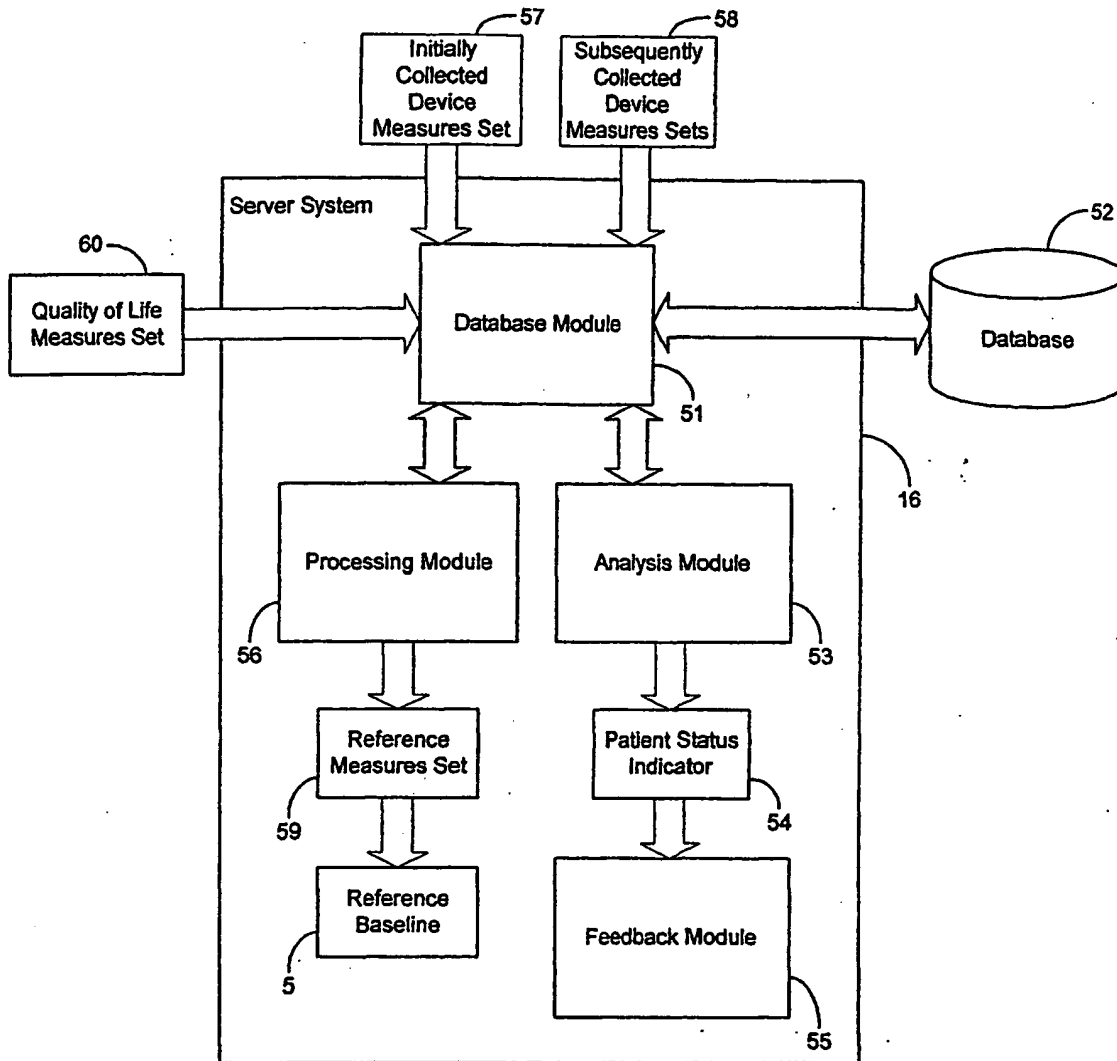 57
58
Initially
Collected
Device
Measures Set
Subsequently
Collected
Device
Measures Sets
Server System
52
60
Quality of Life
Measures Set
Database Module
Database
51
16
Processing Module
Analysis Module
56
53
Reference
Measures Set
Patient Status
Indicator
59
54
Reference
Baseline
Feedback Module
5
55